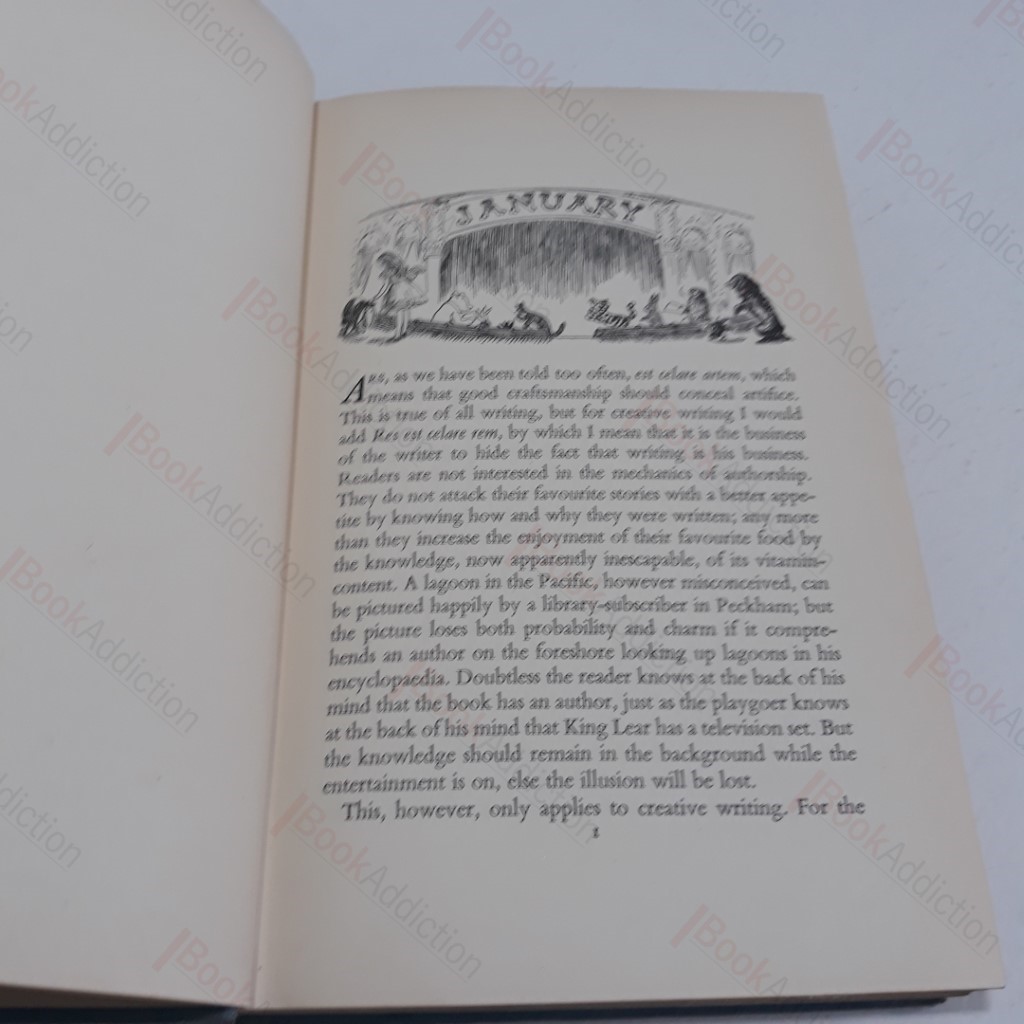 JANUARY
ARS, as we have been told too often, est celare artem, which
means that good craftsmanship should conceal artifice.
This is true of all writing, but for creative writing I would
add Res est celare rem, by which I mean that it is the business
of the writer to hide the fact that writing is his business.
Readers are not interested in the mechanics of authorship.
They do not attack their favourite stories with a better appe-
tite by knowing how and why they were written; any more
than they increase the enjoyment of their favourite food by
the knowledge, now apparently inescapable, of its vitamin-
content. A lagoon in the Pacific, however misconceived, can
be pictured happily by a library-subscriber in Peckham; but
the picture loses both probability and charm if it compre-
hends an author on the foreshore looking up lagoons in his
encyclopaedia. Doubtless the reader knows at the back of his
mind that the book has an author, just as the playgoer knows
at the back of his mind that King Lear has a television set. But
the knowledge should remain in the background while the
entertainment is on, else the illusion will be lost.
This, however, only applies to creative writing. For the
1
BookAddiction